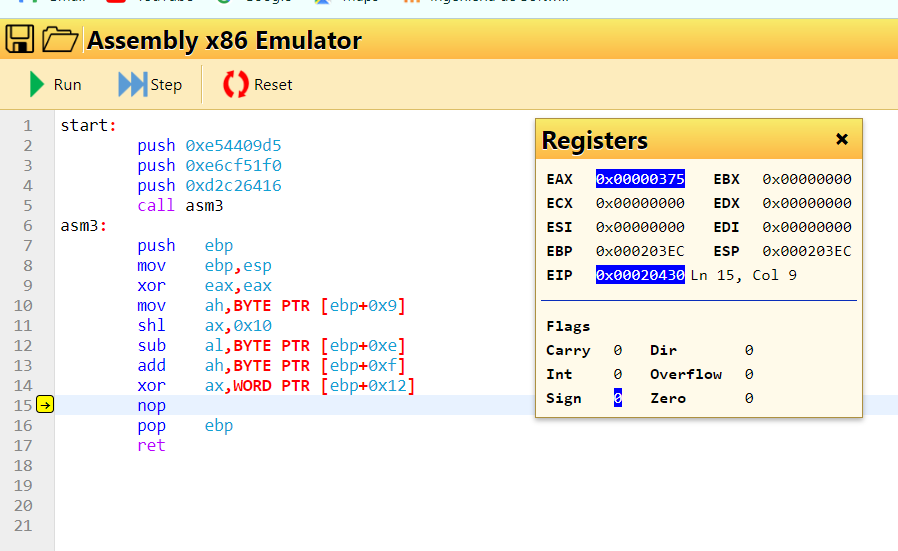 Gmail YouTube Google Maps
Assembly x86 Emulator
Run Step Reset
1 start:
2 push 0xe54409d5
3 push 0xe6cf51f0
4 push 0xd2c26416
5 call asm3
6 asm3:
7 push ebp
8 mov ebp,esp
9 xor eax,eax
10 mov ah,BYTE PTR [ebp+0x9]
11 shl ax,0x10
12 sub al,BYTE PTR [ebp+0xe]
13 add ah,BYTE PTR [ebp+0xf]
14 xor ax,WORD PTR [ebp+0x12]
15 nop
16 pop ebp
17 ret
18
19
20
21
Registers ×
EAX 0x00000375 EBX 0x00000000
ECX 0x00000000 EDX 0x00000000
ESI 0x00000000 EDI 0x00000000
EBP 0x000203EC ESP 0x000203EC
EIP 0x00020430 Ln 15, Col 9
Flags
Carry 0 Dir 0
Int 0 Overflow 0
Sign 0 Zero 0